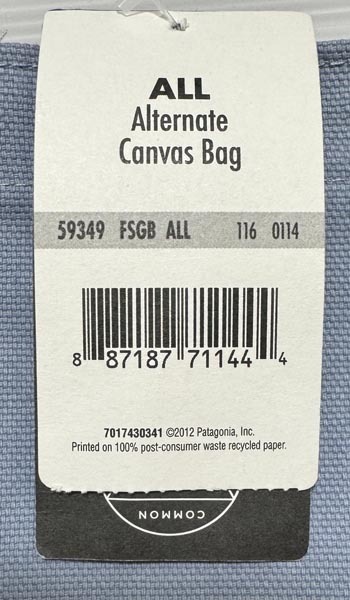 ALL
Alternate
Canvas Bag
59349 FSGB ALL 116 0114
8 87187 71144 4
7017430341 ©2012 Patagonia, Inc.
Printed on 100% post-consumer waste recycled paper.
COMMON